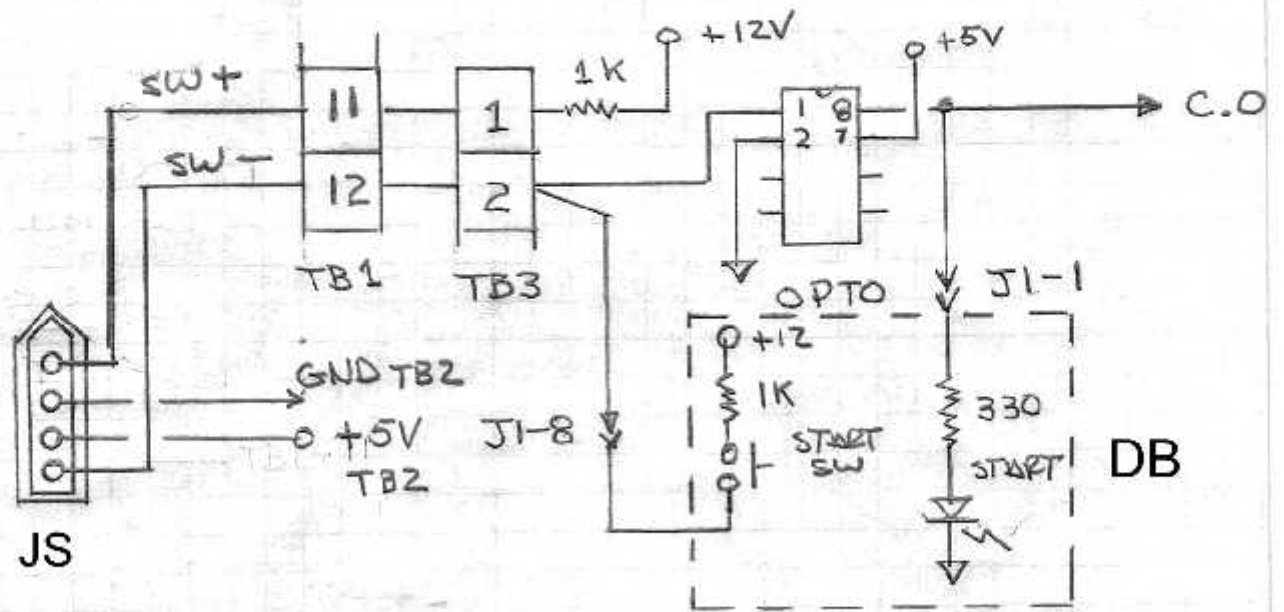 +12V
+5V
1K
SW+
11
1
1 8
C.O
2 7
SW-
12
2
TB1
TB3
OPTO
J1-1
+12
GND TB2
1K
330
+5V
TB2
J1-8
START
SW
START
DB
JS